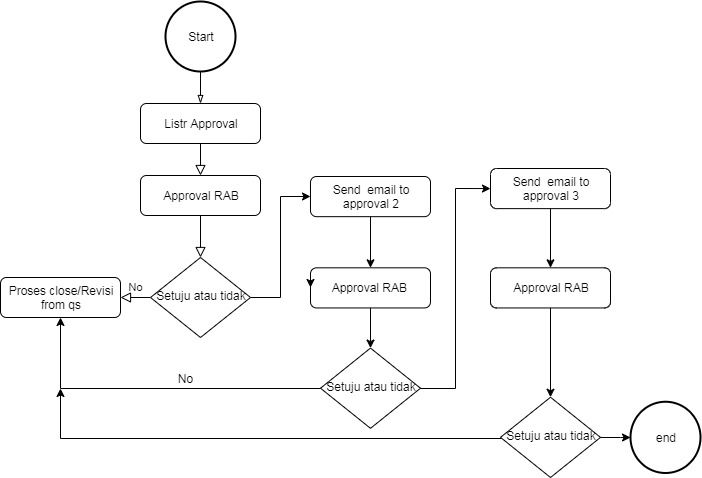 Start
Listr Approval
Approval RAB
Setuju atau tidak
No
Proses close/Revisi
from qs
Send  email to
approval 2
Approval RAB
Setuju atau tidak
No
Send  email to
approval 3
Approval RAB
Setuju atau tidak
end